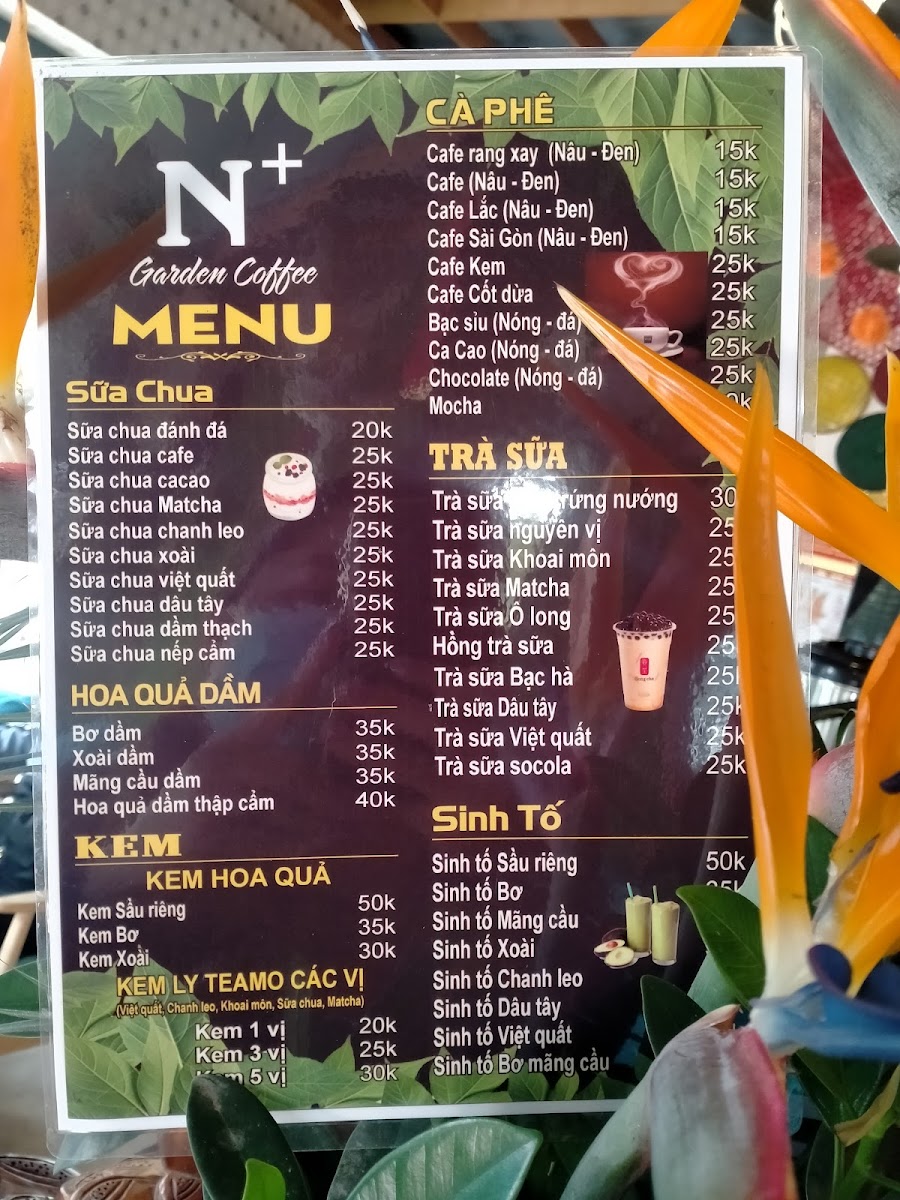 N+
Garden Coffee
MENU
Sữa Chua
Sữa chua đánh đá 20k
Sữa chua cafe 25k
Sữa chua cacao 25k
Sữa chua Matcha 25k
Sữa chua chanh leo 25k
Sữa chua xoài 25k
Sữa chua việt quất 25k
Sữa chua dâu tây 25k
Sữa chua dầm thạch 25k
Sữa chua nếp cẩm 25k
HOA QUẢ DẦM
Bơ dầm 35k
Xoài dầm 35k
Mãng cầu dầm 35k
Hoa quả dầm thập cẩm 40k
KEM
KEM HOA QUẢ
Kem Sầu riêng 50k
Kem Bơ 35k
Kem Xoài 30k
KEM LY TEAMO CÁC VỊ
(Việt quất, Chanh leo, Khoai môn, Sữa chua, Matcha)
Kem 1 vị 20k
Kem 3 vị 25k
Kem 5 vị 30k
CÀ PHÊ
Cafe rang xay (Nâu - Đen) 15k
Cafe (Nâu - Đen) 15k
Cafe Lắc (Nâu - Đen) 15k
Cafe Sài Gòn (Nâu - Đen) 15k
Cafe Kem 25k
Cafe Cốt dừa 25k
Bạc sỉu (Nóng - đá) 25k
Ca Cao (Nóng - đá) 25k
Chocolate (Nóng - đá) 25k
Mocha
TRÀ SỮA
Trà sữa nướng 30
Trà sữa nguyên vị 25
Trà sữa Khoai môn 25
Trà sữa Matcha 25
Trà sữa Ô long 25
Hồng trà sữa 25
Trà sữa Bạc hà 25
Trà sữa Dâu tây 25
Trà sữa Việt quất 25k
Trà sữa socola 25k
Sinh Tố
Sinh tố Sầu riêng 50k
Sinh tố Bơ
Sinh tố Mãng cầu
Sinh tố Xoài
Sinh tố Chanh leo
Sinh tố Dâu tây
Sinh tố Việt quất
Sinh tố Bơ mãng cầu